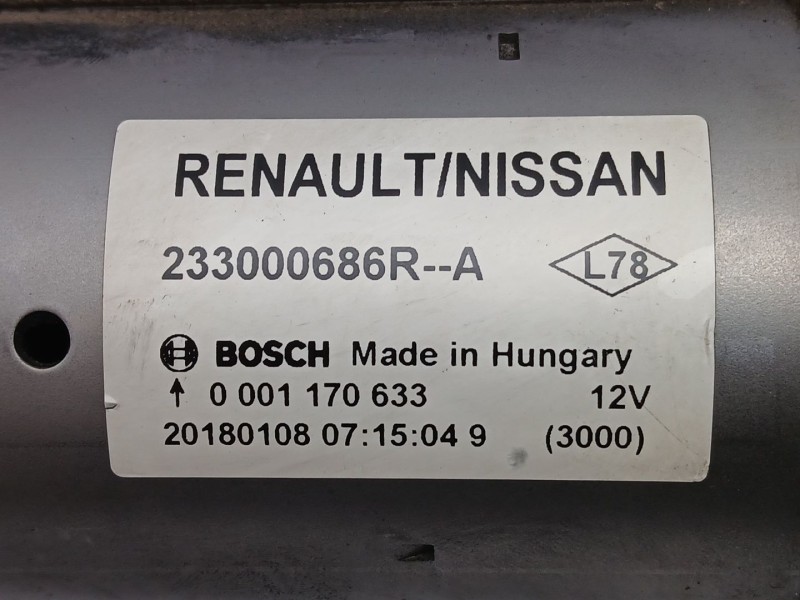 RENAULT/NISSAN
233000686R--A L78
BOSCH Made in Hungary
↑ 0 001 170 633 12V
20180108 07:15:04 9 (3000)